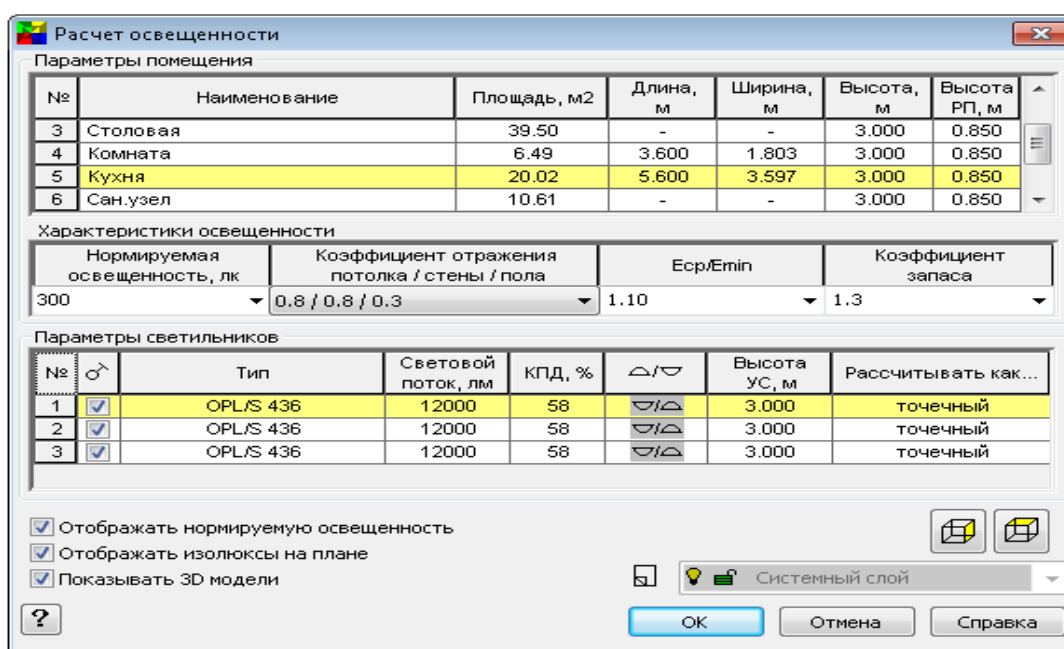 Расчет освещенности
Параметры помещения
№ Наименование Площадь, м2 Длина, м Ширина, м Высота, м Высота РП, м
3 Столовая 39.50 - - 3.000 0.850
4 Комната 6.49 3.600 1.803 3.000 0.850
5 Кухня 20.02 5.600 3.597 3.000 0.850
6 Сан.узел 10.61 - - 3.000 0.850
Характеристики освещенности
Нормируемая освещенность, лк Коэффициент отражения потолка / стены / пола Еср/Emin Коэффициент запаса
300 0.8 / 0.8 / 0.3 1.10 1.3
Параметры светильников
№ Тип Световой поток, лм КПД, % / Высота УС, м Рассчитывать как...
1 OPL/S 436 12000 58 / 3.000 точечный
2 OPL/S 436 12000 58 / 3.000 точечный
3 OPL/S 436 12000 58 / 3.000 точечный
Отображать нормируемую освещенность
Отображать изолюксы на плане
Показывать 3D модели
Системный слой
? ОК Отмена Справка